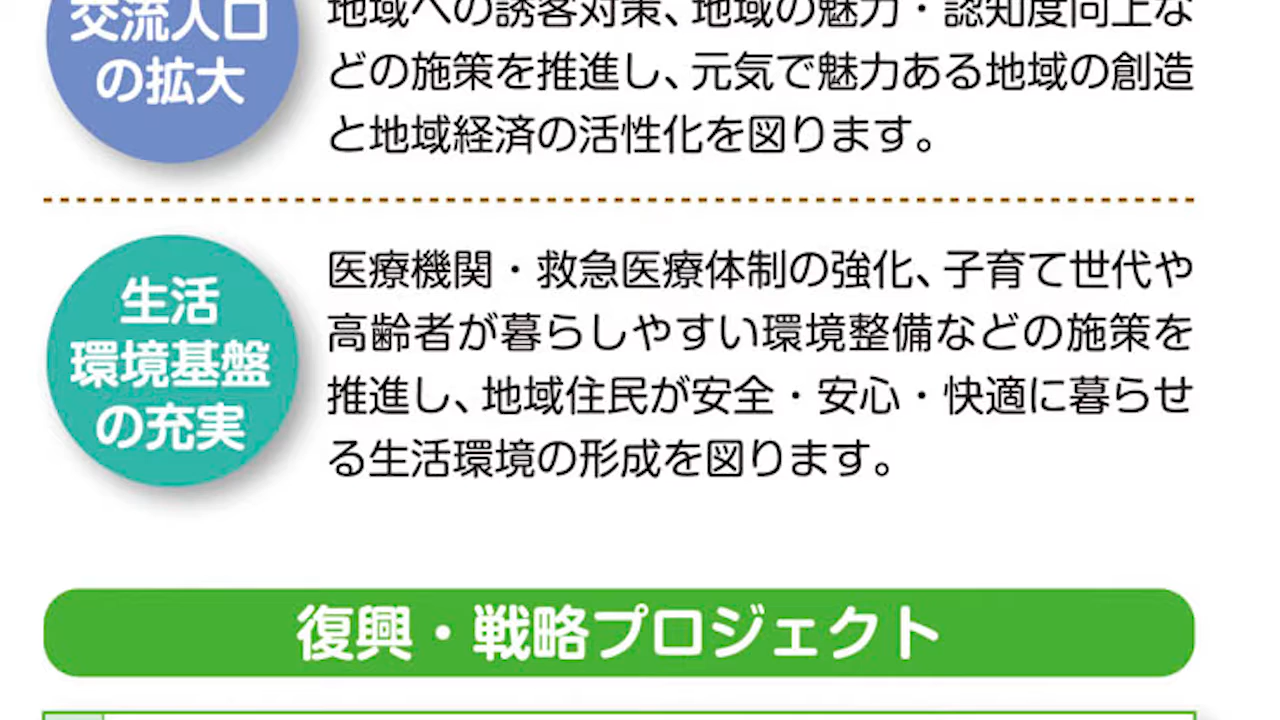 交流人口
の拡大
地域への誘客対策、地域の魅力・認知度向上な
どの施策を推進し、元気で魅力ある地域の創造
と地域経済の活性化を図ります。
生活
環境基盤
の充実
医療機関・救急医療体制の強化、子育て世代や
高齢者が暮らしやすい環境整備などの施策を
推進し、地域住民が安全・安心・快適に暮らせ
る生活環境の形成を図ります。
復興・戦略プロジェクト